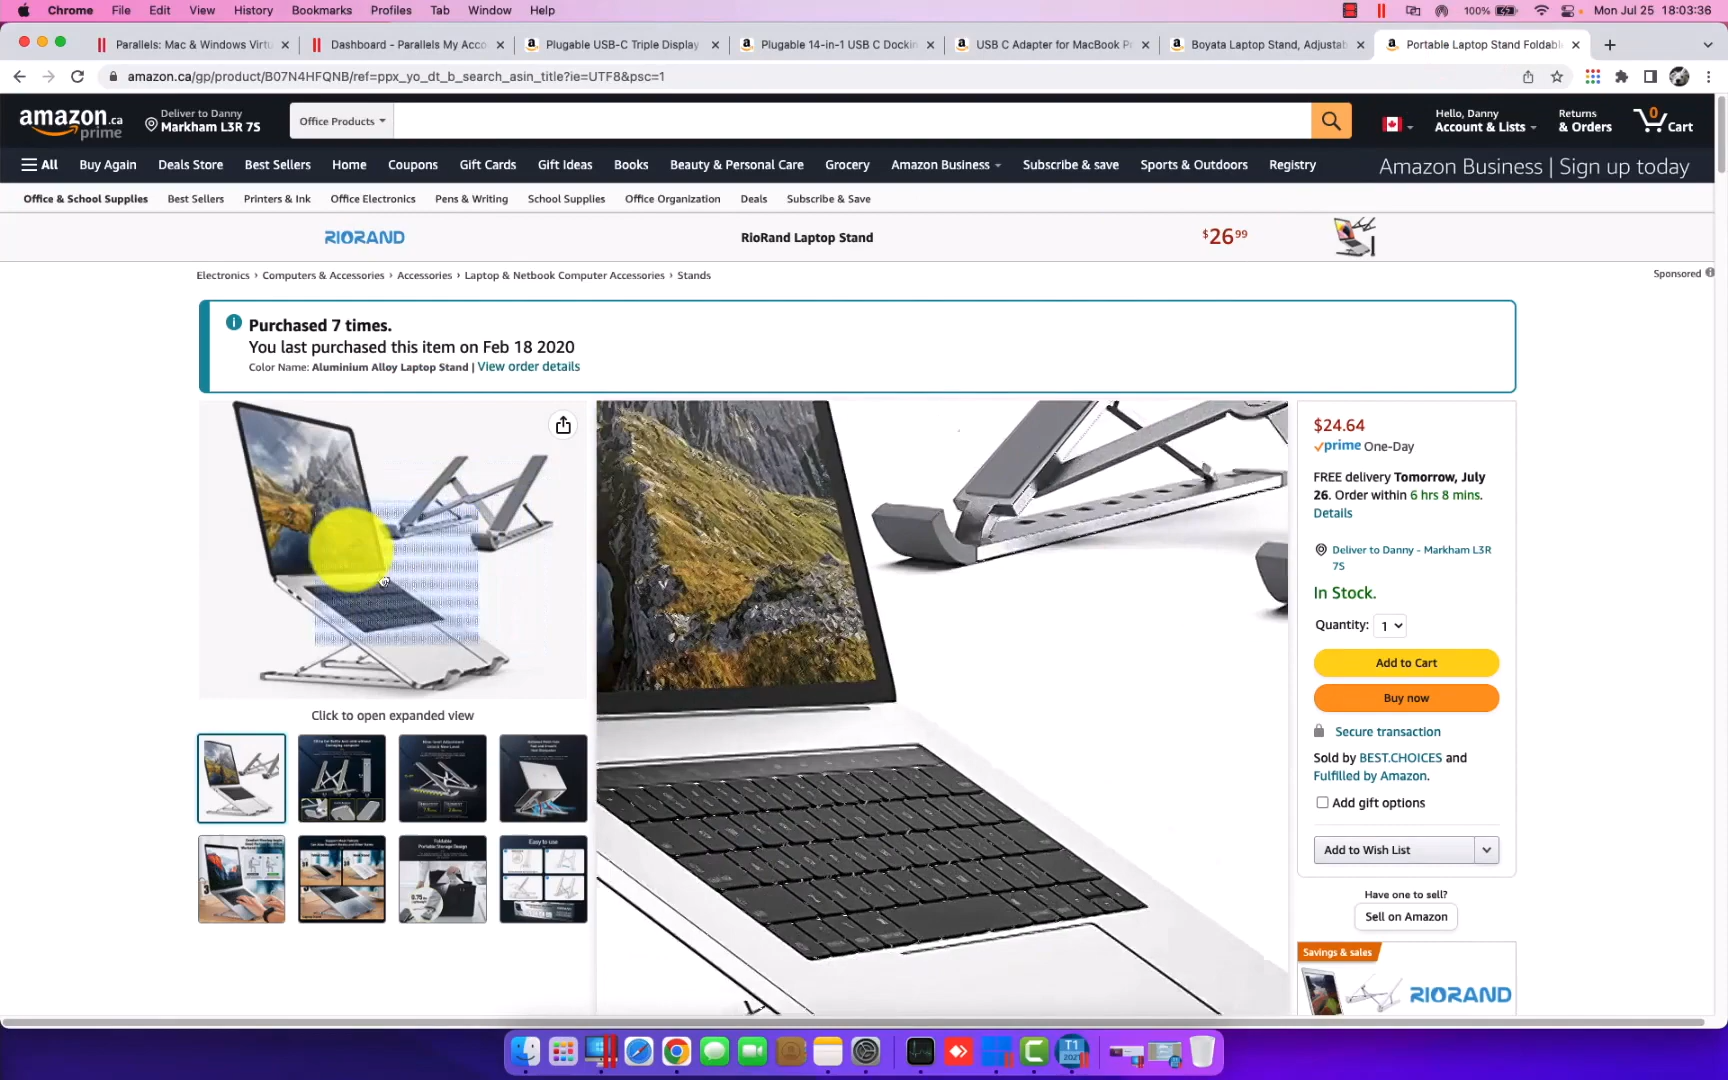 Chrome File Edit View History Bookmarks Profiles Tab Window Help 100% Mon Jul 25 18:03:36
Parallels: Mac & Windows Virtu Dashboard - Parallels My Acco Plugable USB-C Triple Display Plugable 14-in-1 USB C Dockin USB C Adapter for MacBook P Boyata Laptop Stand, Adjustab Portable Laptop Stand Foldabl
amazon.ca/gp/product/B07N4HFQNB/ref=ppx_yo_dt_b_search_asin_title?ie=UTF8&psc=1
amazon.ca prime Deliver to Danny Markham L3R 7S Office Products Hello, Danny Account & Lists Returns & Orders 0 Cart
All Buy Again Deals Store Best Sellers Home Coupons Gift Cards Gift Ideas Books Beauty & Personal Care Grocery Amazon Business Subscribe & save Sports & Outdoors Registry Amazon Business | Sign up today
Office & School Supplies Best Sellers Printers & Ink Office Electronics Pens & Writing School Supplies Office Organization Deals Subscribe & Save
RIORAND RioRand Laptop Stand $26 99
Electronics › Computers & Accessories › Accessories › Laptop & Netbook Computer Accessories › Stands Sponsored
Purchased 7 times.
You last purchased this item on Feb 18 2020
Color Name: Aluminium Alloy Laptop Stand | View order details
Click to open expanded view
Easy to use
$24.64
prime One-Day
FREE delivery Tomorrow, July
26. Order within 6 hrs 8 mins.
Details
Deliver to Danny - Markham L3R
7S
In Stock.
Quantity: 1
Add to Cart
Buy now
Secure transaction
Sold by BEST.CHOICES and
Fulfilled by Amazon.
Add gift options
Add to Wish List
Have one to sell?
Sell on Amazon
Savings & sales
RIORAND
T1
2021